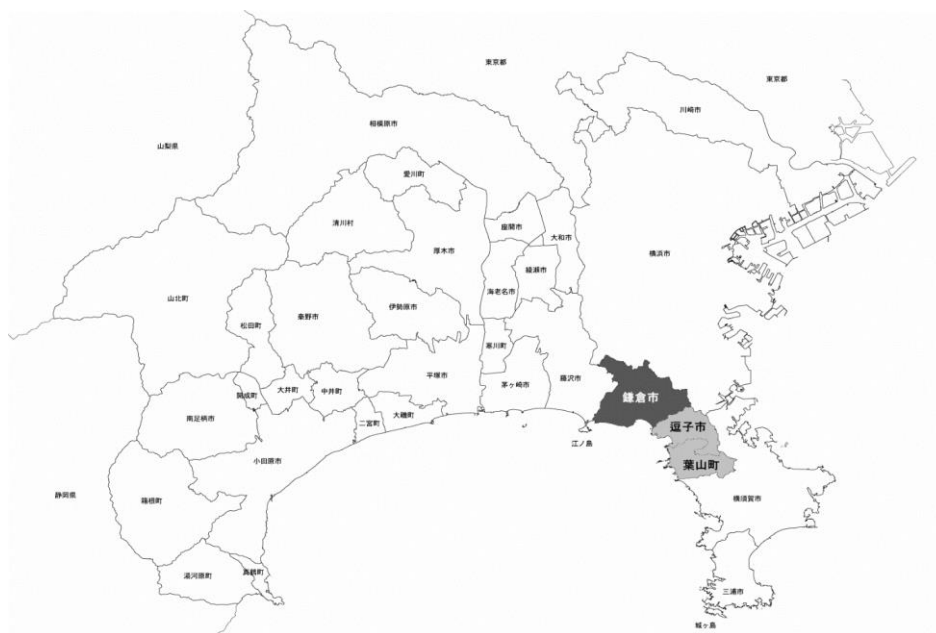 東京都
東京都
川崎市
相模原市
山梨県
愛川町
清川村
座間市
大和市
厚木市
横浜市
綾瀬市
海老名市
山北町
伊勢原市
秦野市
松田町
寒川町
平塚市
藤沢市
茅ヶ崎市
大井町
中井町
開成町
鎌倉市
大磯町
南足柄市
二宮町
逗子市
江ノ島
小田原市
葉山町
静岡県
箱根町
横須賀市
真鶴町
湯河原町
三浦市
城ヶ島